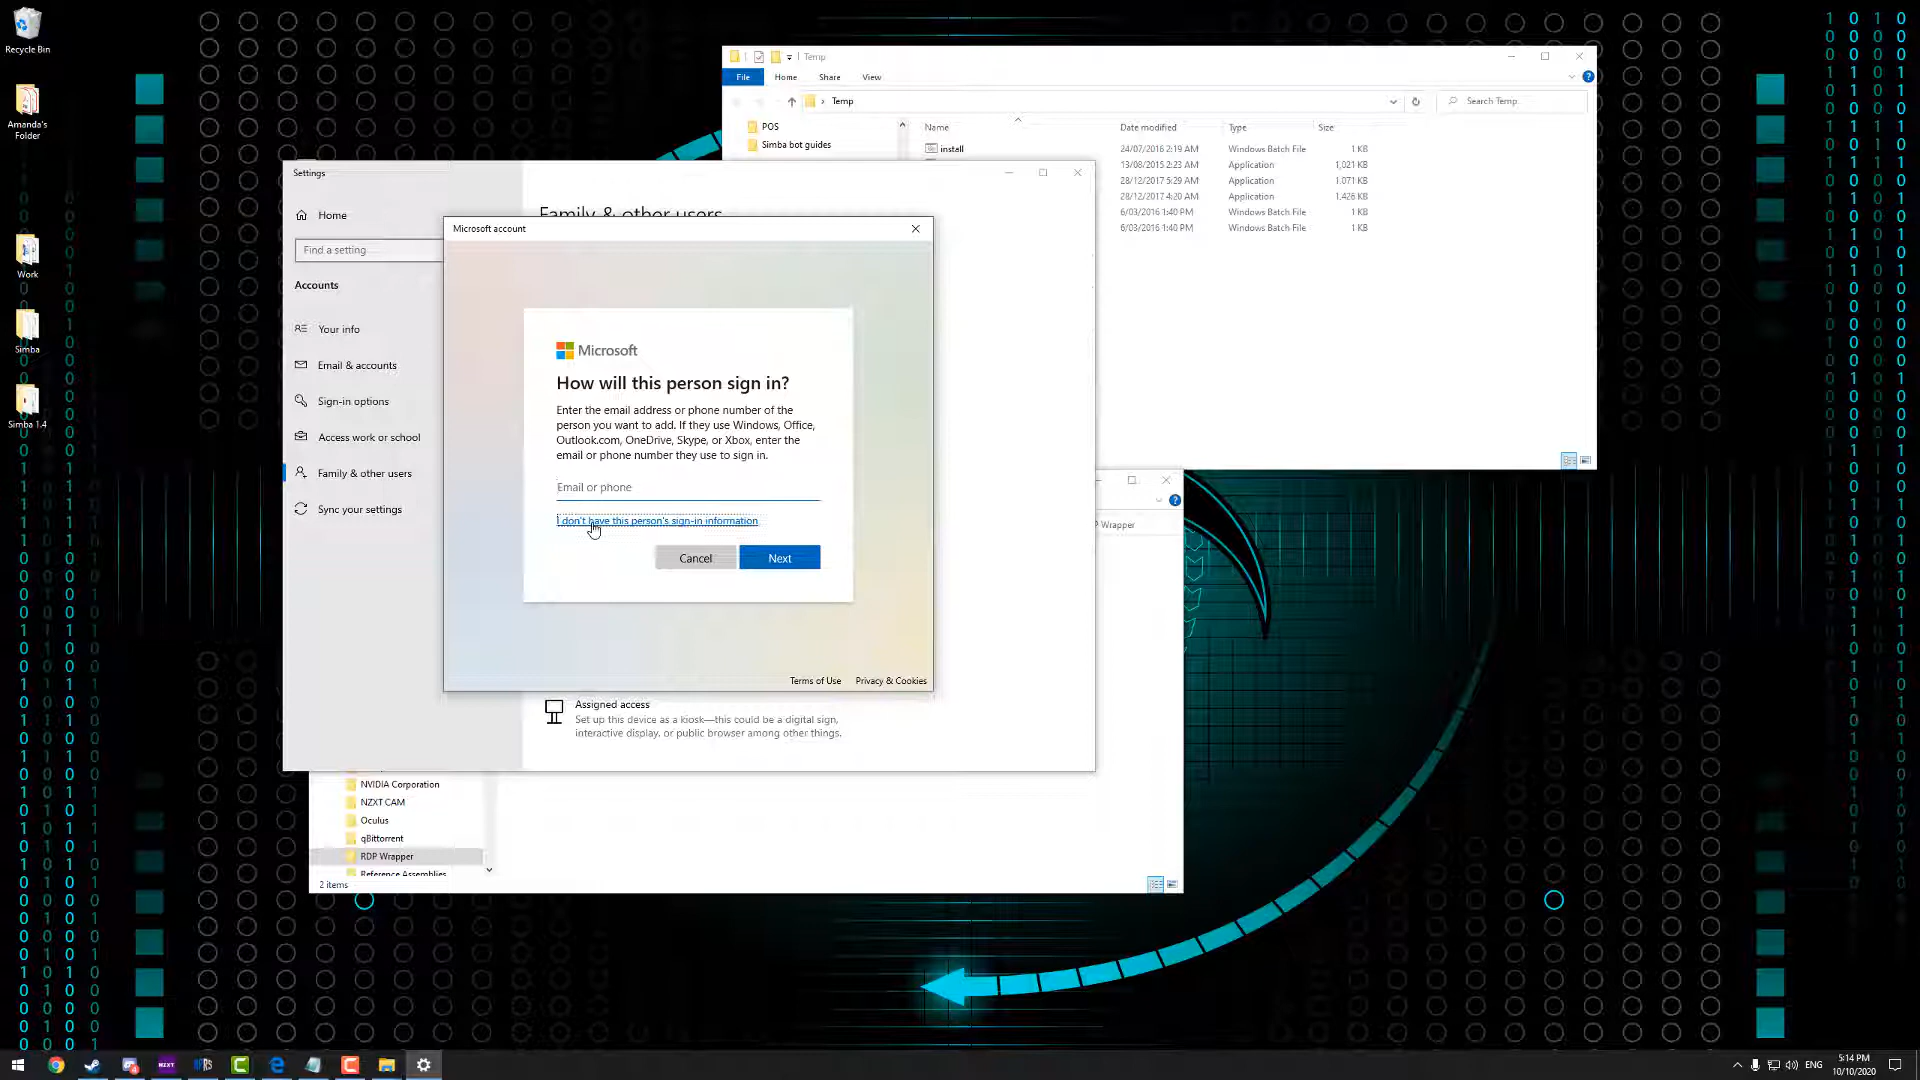 Recycle Bin
Amanda's
Folder
Work
Simba
Simba 1.4
Temp
File
Home
Share
View
Temp
Search Temp
POS
Simba bot guides
Name
Date modified
Type
Size
install
24/07/2016 2:19 AM
Windows Batch File
1 KB
13/08/2015 2:23 AM
Application
1,021 KB
28/12/2017 5:29 AM
Application
1,071 KB
28/12/2017 4:20 AM
Application
1,426 KB
6/03/2016 1:40 PM
Windows Batch File
1 KB
6/03/2016 1:40 PM
Windows Batch File
1 KB
Settings
Home
Find a setting
Accounts
Your info
Email & accounts
Sign-in options
Access work or school
Family & other users
Sync your settings
Family & other users
Microsoft account
Microsoft
How will this person sign in?
Enter the email address or phone number of the
person you want to add. If they use Windows, Office,
Outlook.com, OneDrive, Skype, or Xbox, enter the
email or phone number they use to sign in.
Email or phone
I don't have this person's sign-in information
Cancel
Next
Terms of Use
Privacy & Cookies
Assigned access
Set up this device as a kiosk—this could be a digital sign,
interactive display, or public browser among other things.
Wrapper
NVIDIA Corporation
NZXT CAM
Oculus
qBittorrent
RDP Wrapper
Reference Assemblies
2 items
NZXT
ENG
5:14 PM
10/10/2020